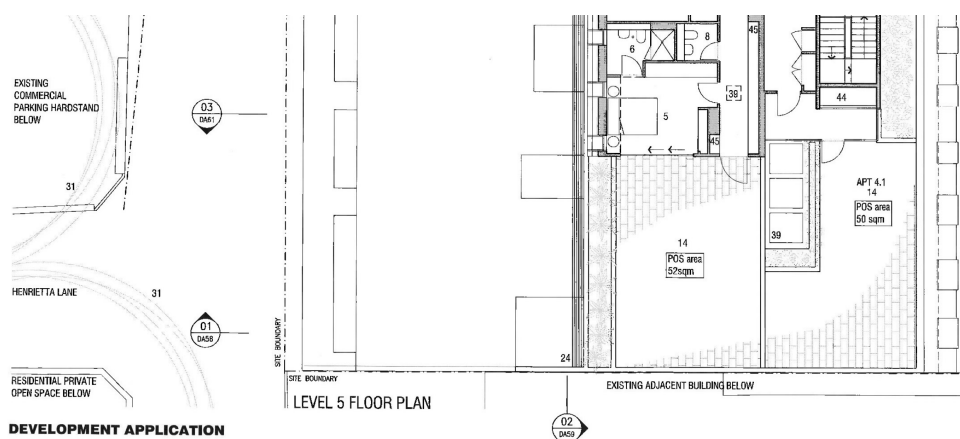 EXISTING
COMMERCIAL
PARKING HARDSTAND
BELOW
31
HENRIETTA LANE
31
RESIDENTIAL PRIVATE
OPEN SPACE BELOW
03
DA61
01
DA58
SITE BOUNDARY
SITE BOUNDARY
LEVEL 5 FLOOR PLAN
6
8
45
39
5
45
44
APT 4.1
14
POS area
50 sqm
39
14
POS area
52sqm
24
EXISTING ADJACENT BUILDING BELOW
02
DA59
DEVELOPMENT APPLICATION